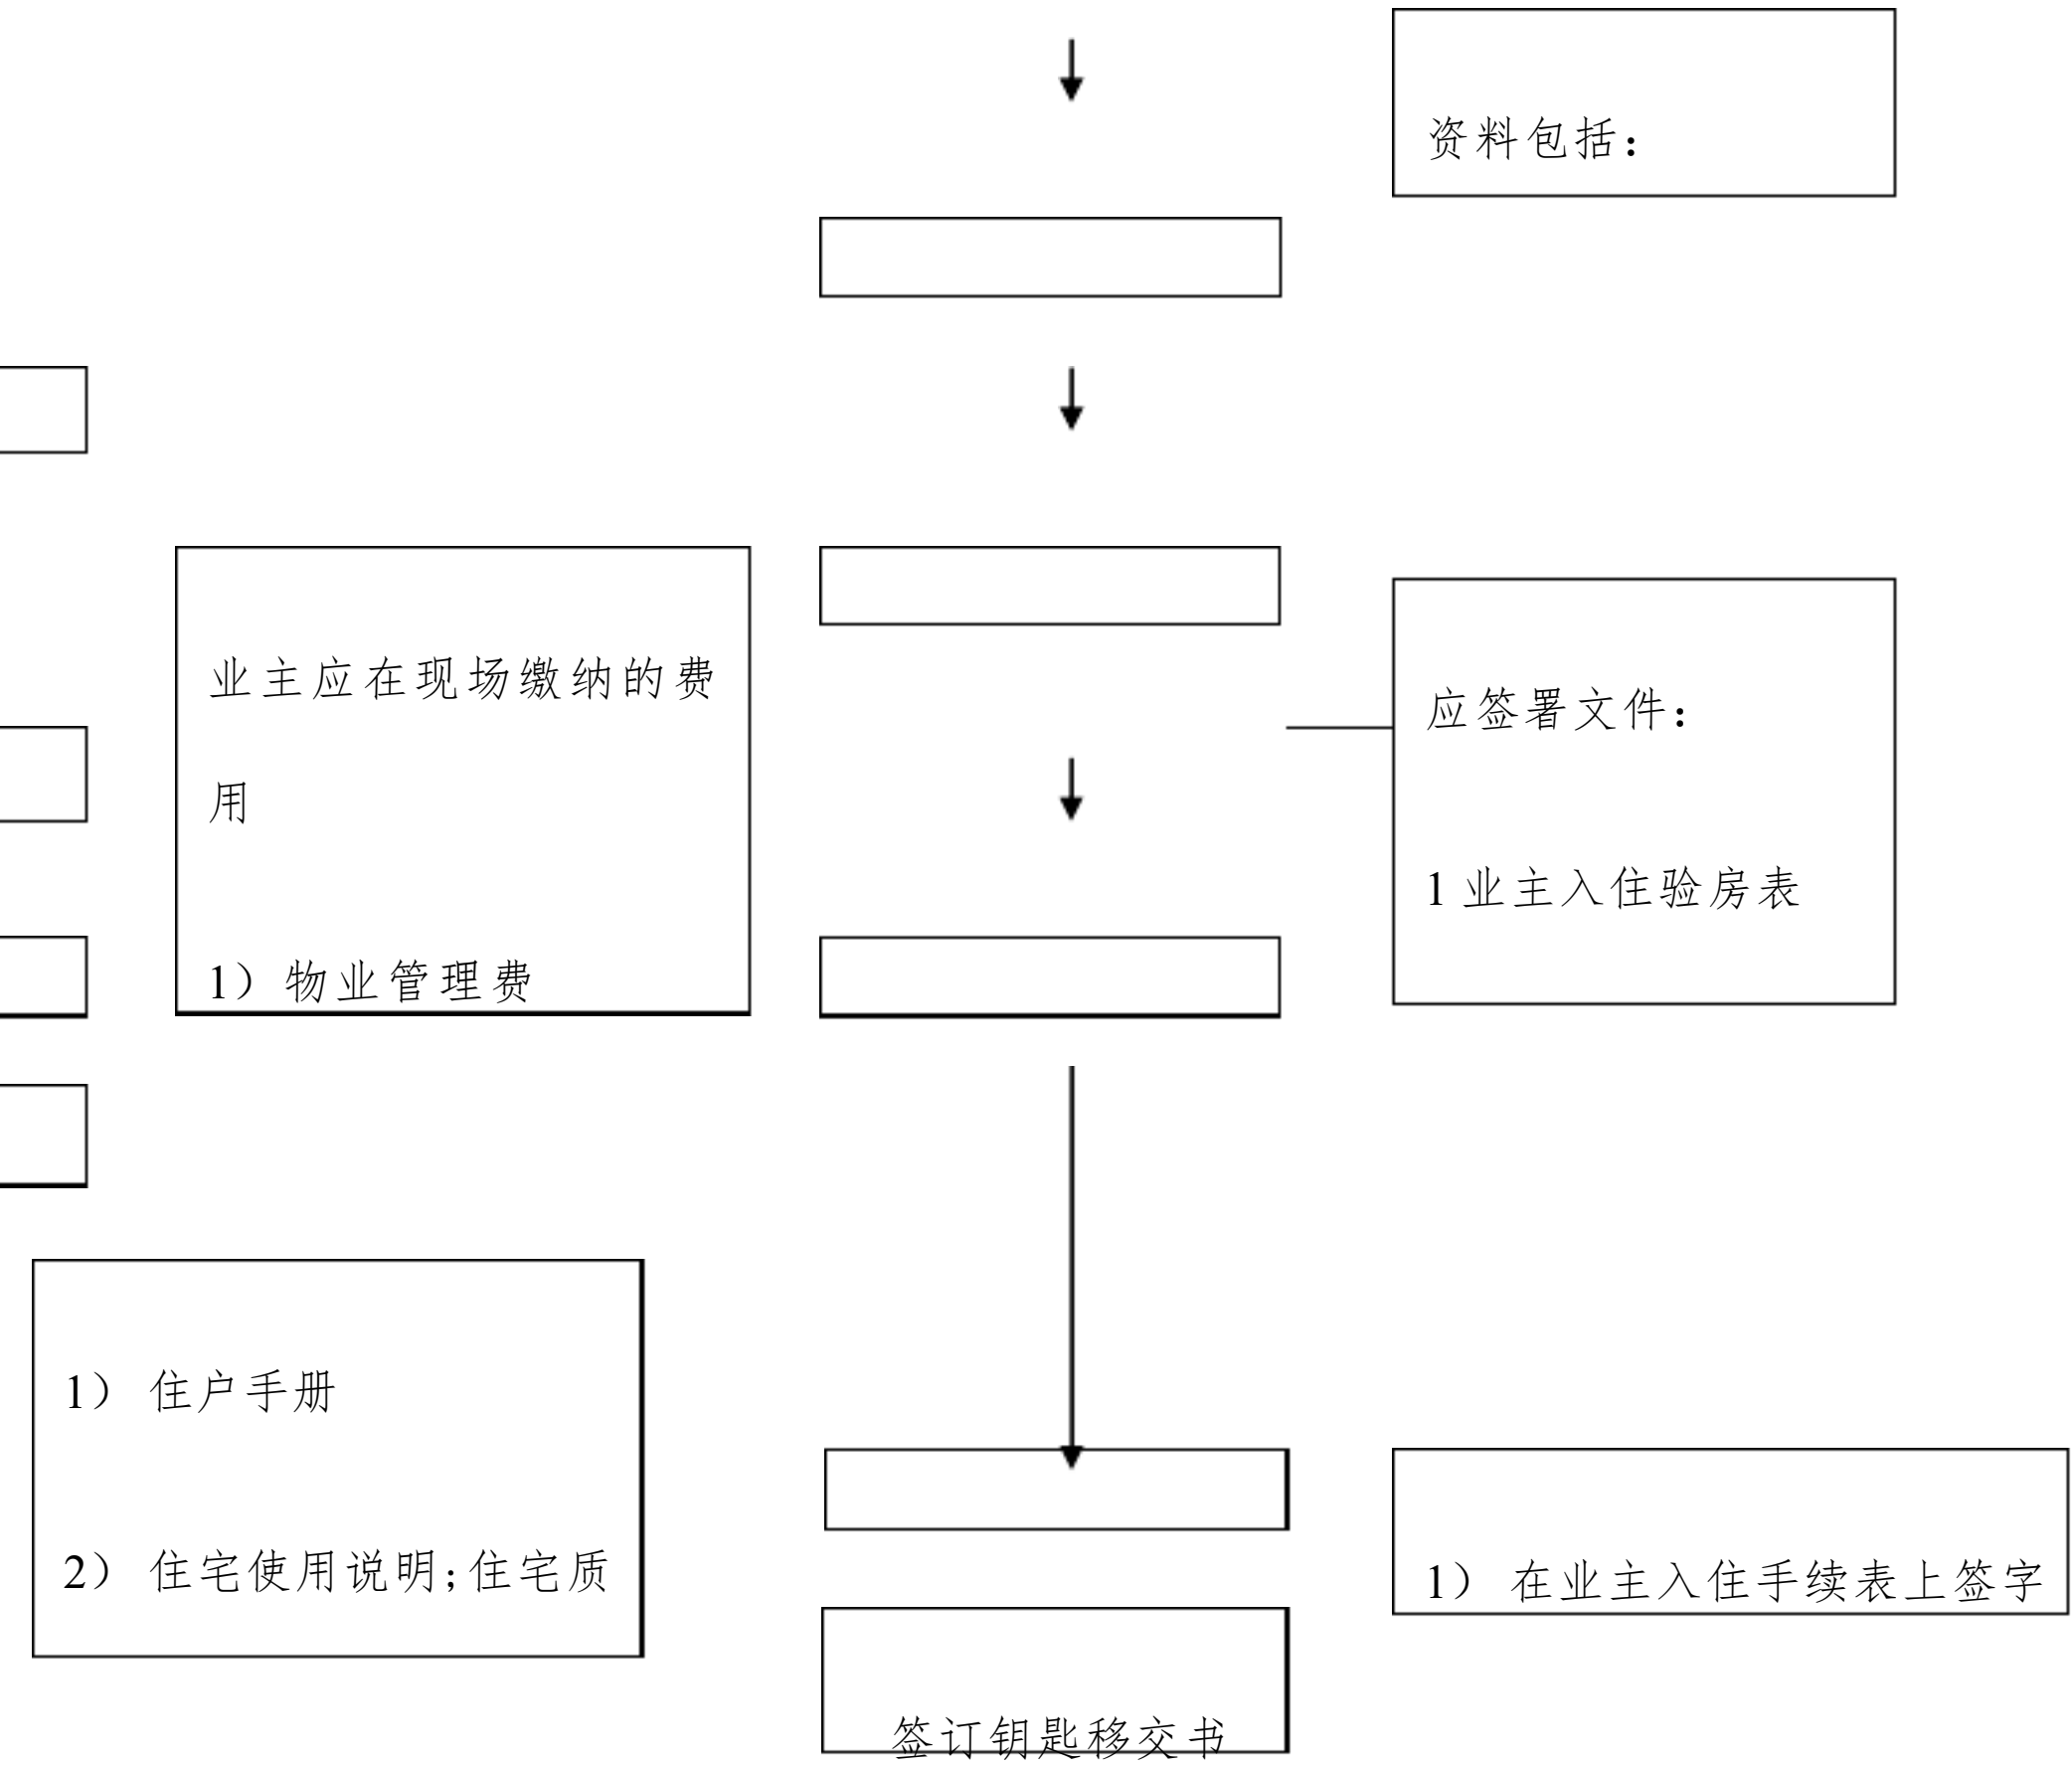 资料包括：
业主应在现场缴纳的费
用
1）物业管理费
应签署文件：
1 业主入住验房表
1） 住户手册
2） 住宅使用说明；住宅质
1） 在业主入住手续表上签字
签订钥匙移交书